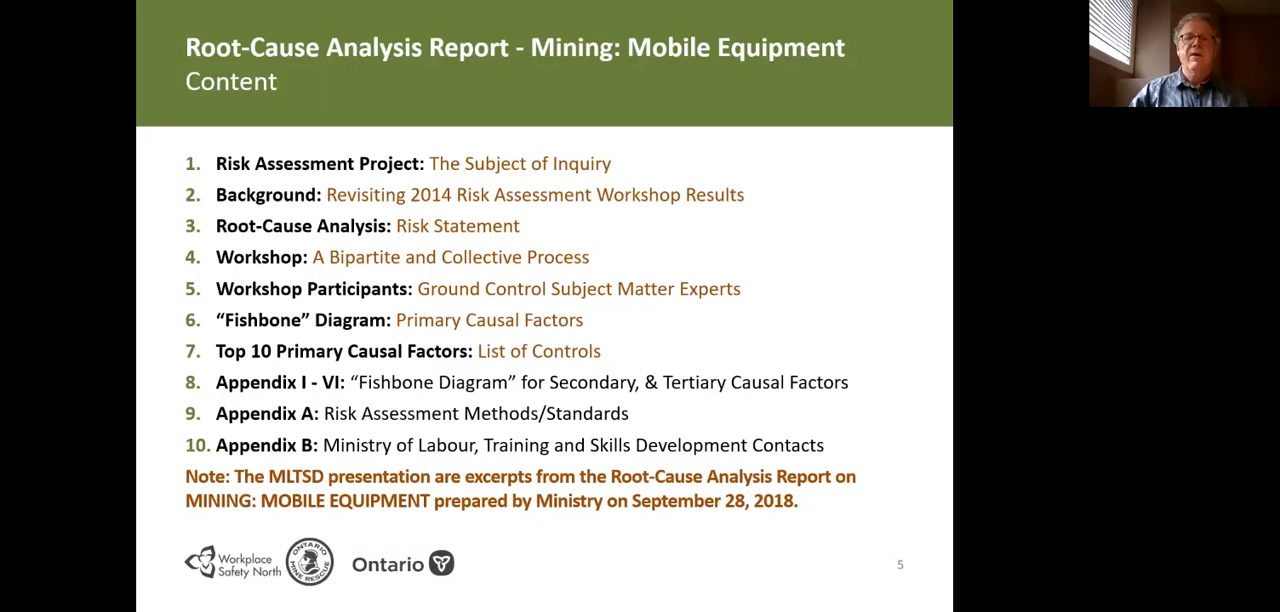 Root-Cause Analysis Report - Mining: Mobile Equipment
Content
1. Risk Assessment Project: The Subject of Inquiry
2. Background: Revisiting 2014 Risk Assessment Workshop Results
3. Root-Cause Analysis: Risk Statement
4. Workshop: A Bipartite and Collective Process
5. Workshop Participants: Ground Control Subject Matter Experts
6. “Fishbone” Diagram: Primary Causal Factors
7. Top 10 Primary Causal Factors: List of Controls
8. Appendix I - VI: “Fishbone Diagram” for Secondary, & Tertiary Causal Factors
9. Appendix A: Risk Assessment Methods/Standards
10. Appendix B: Ministry of Labour, Training and Skills Development Contacts
Note: The MLTSD presentation are excerpts from the Root-Cause Analysis Report on
MINING: MOBILE EQUIPMENT prepared by Ministry on September 28, 2018.
Workplace
Safety North
ONTARIO
MINE RESCUE
Ontario
5